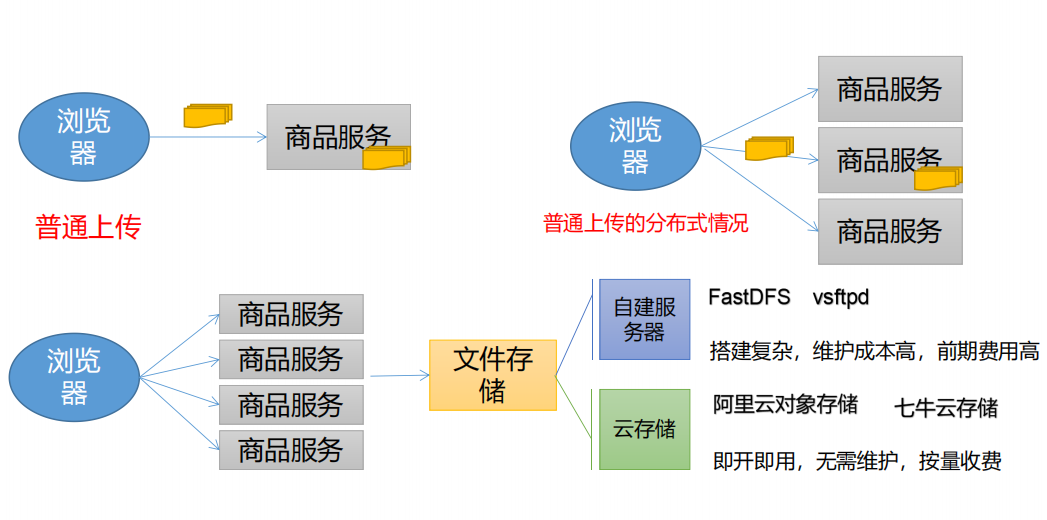 浏览
器
商品服务
普通上传
浏览
器
商品服务
商品服务
商品服务
普通上传的分布式情况
浏览
器
商品服务
商品服务
商品服务
商品服务
文件存
储
自建服
务器
FastDFS vsftpd
搭建复杂，维护成本高，前期费用高
云存储
阿里云对象存储 七牛云存储
即开即用，无需维护，按量收费